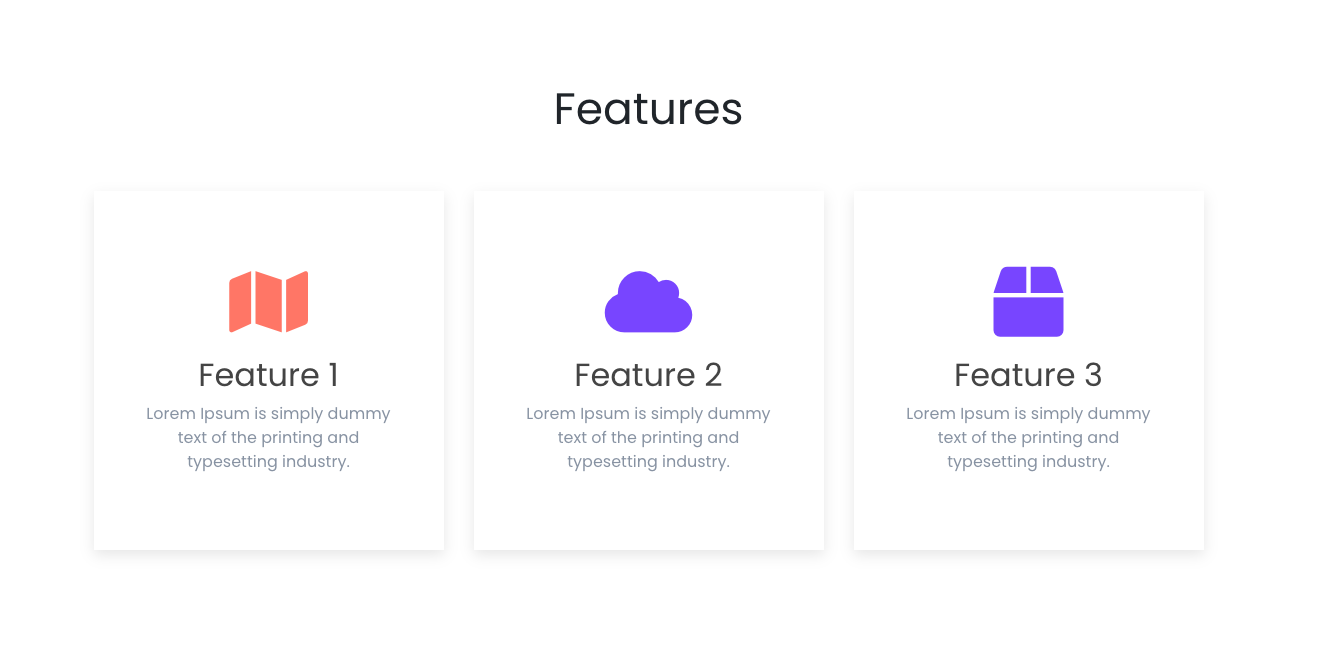 Features
Feature 1
Lorem Ipsum is simply dummy
text of the printing and
typesetting industry.
Feature 2
Lorem Ipsum is simply dummy
text of the printing and
typesetting industry.
Feature 3
Lorem Ipsum is simply dummy
text of the printing and
typesetting industry.